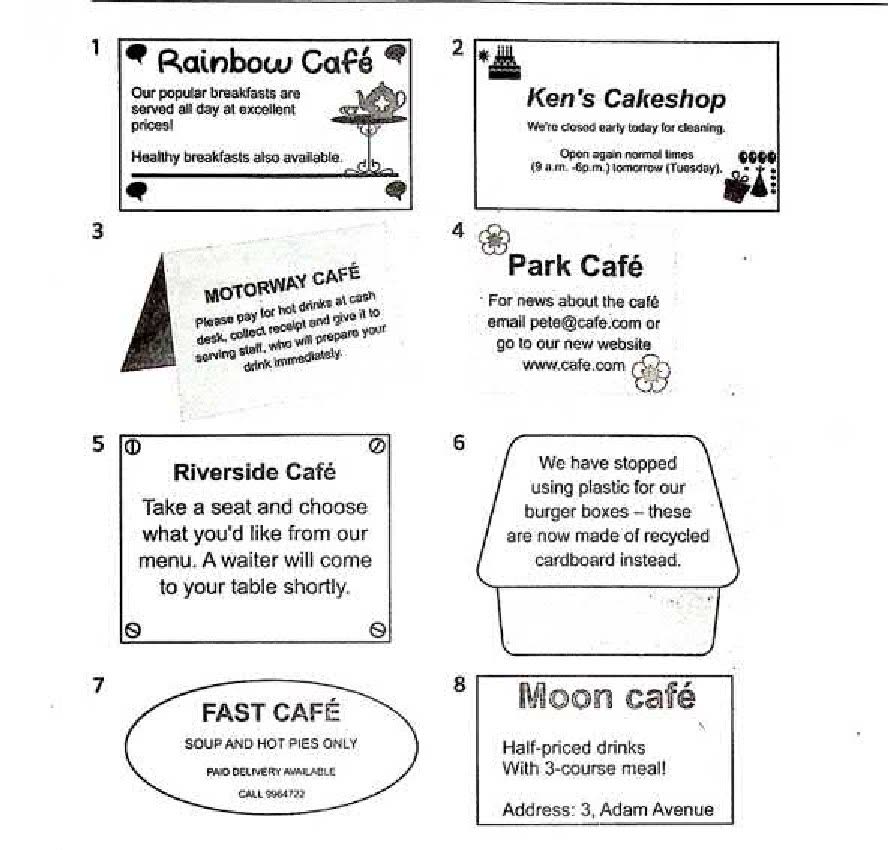 1
Rainbow Café
Our popular breakfasts are
served all day at excellent
prices!
Healthy breakfasts also available.
2
Ken's Cakeshop
We're closed early today for cleaning.
Open again normal times
(9 a.m. -6p.m.) tomorrow (Tuesday).
3
MOTORWAY CAFÉ
Please pay for hot drinks at cash
desk, collect receipt and give it to
serving staff, who will prepare your
drink immediately.
4
Park Café
For news about the café
email pete@cafe.com or
go to our new website
www.cafe.com
5
Riverside Café
Take a seat and choose
what you'd like from our
menu. A waiter will come
to your table shortly.
6
We have stopped
using plastic for our
burger boxes – these
are now made of recycled
cardboard instead.
7
FAST CAFÉ
SOUP AND HOT PIES ONLY
PAID DELIVERY AVAILABLE
CALL 9964722
8
Moon café
Half-priced drinks
With 3-course meal!
Address: 3, Adam Avenue